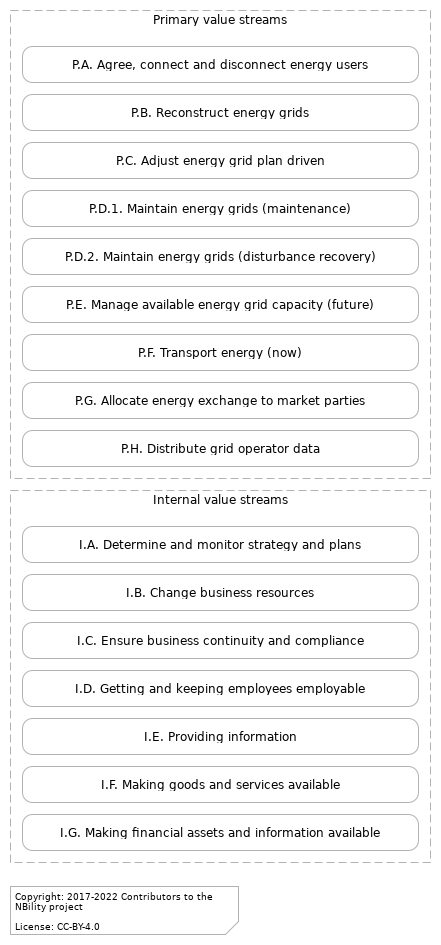 Primary value streams
P.A. Agree, connect and disconnect energy users
P.B. Reconstruct energy grids
P.C. Adjust energy grid plan driven
P.D.1. Maintain energy grids (maintenance)
P.D.2. Maintain energy grids (disturbance recovery)
P.E. Manage available energy grid capacity (future)
P.F. Transport energy (now)
P.G. Allocate energy exchange to market parties
P.H. Distribute grid operator data
Internal value streams
I.A. Determine and monitor strategy and plans
I.B. Change business resources
I.C. Ensure business continuity and compliance
I.D. Getting and keeping employees employable
I.E. Providing information
I.F. Making goods and services available
I.G. Making financial assets and information available
Copyright: 2017-2022 Contributors to the
NBility project
License: CC-BY-4.0